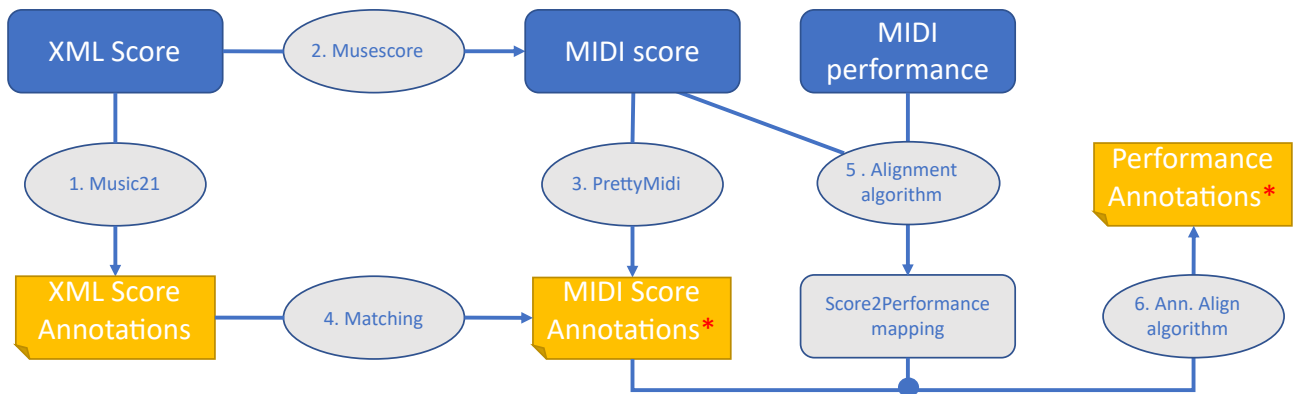 XML Score
2. Musescore
MIDI score
MIDI
performance
1. Music21
3. PrettyMidi
5 . Alignment
algorithm
Performance
Annotations*
XML Score
Annotations
4. Matching
MIDI Score
Annotations*
Score2Performance
mapping
6. Ann. Align
algorithm